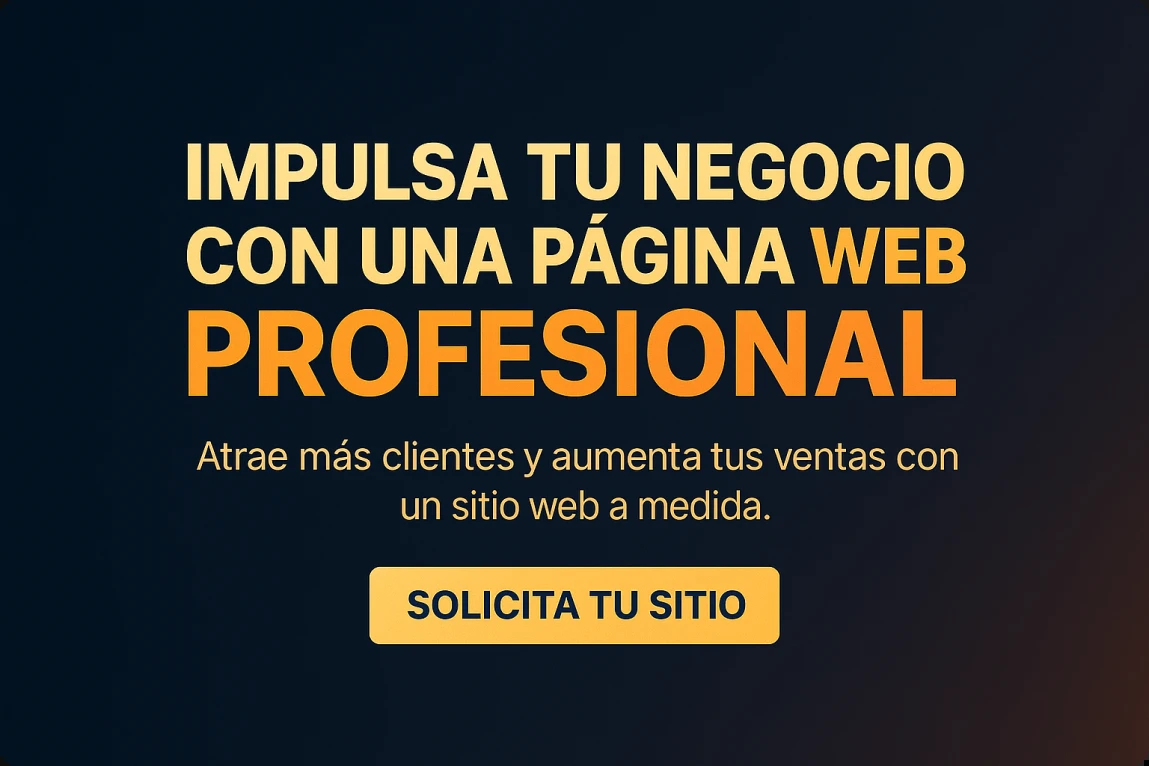 IMPULSA TU NEGOCIO
CON UNA PÁGINA WEB
PROFESIONAL
Atrae más clientes y aumenta tus ventas con
un sitio web a medida.
SOLICITA TU SITIO